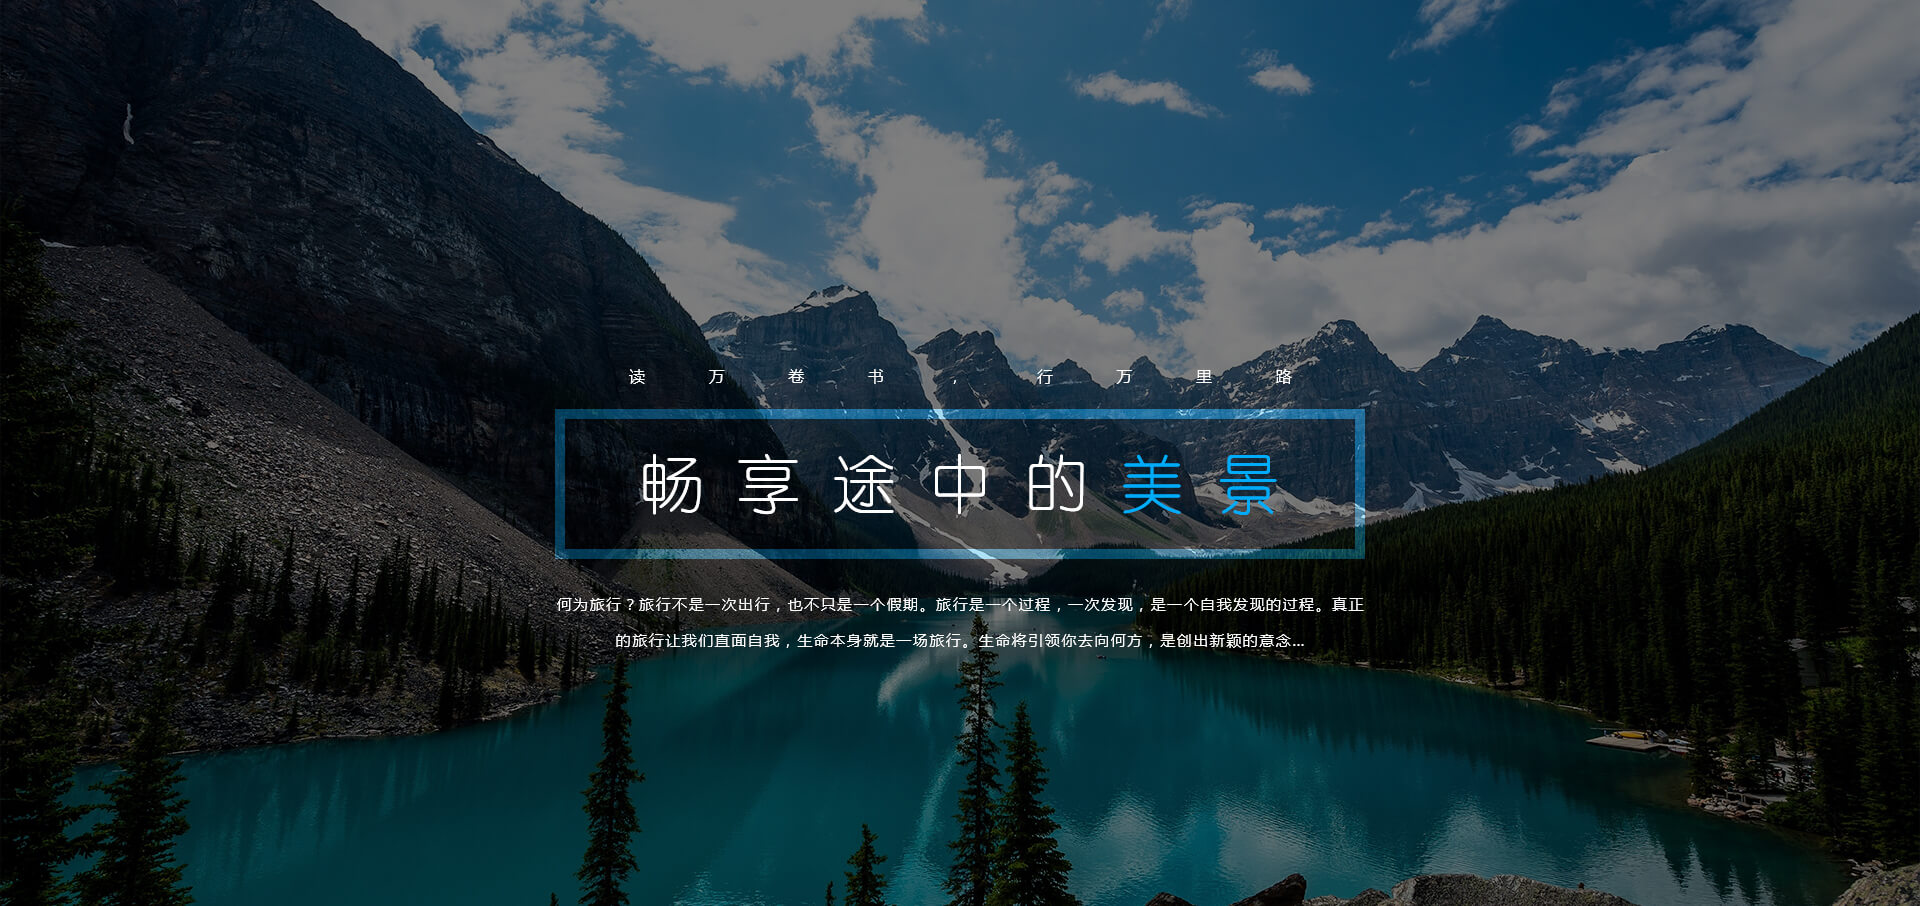 读万卷书，行万里路
畅享途中的美景
何为旅行？旅行不是一次出行，也不只是一个假期。旅行是一个过程，一次发现，是一个自我发现的过程。真正
的旅行让我们直面自我，生命本身就是一场旅行。生命将引领你去向何方，是创出新颖的意念...